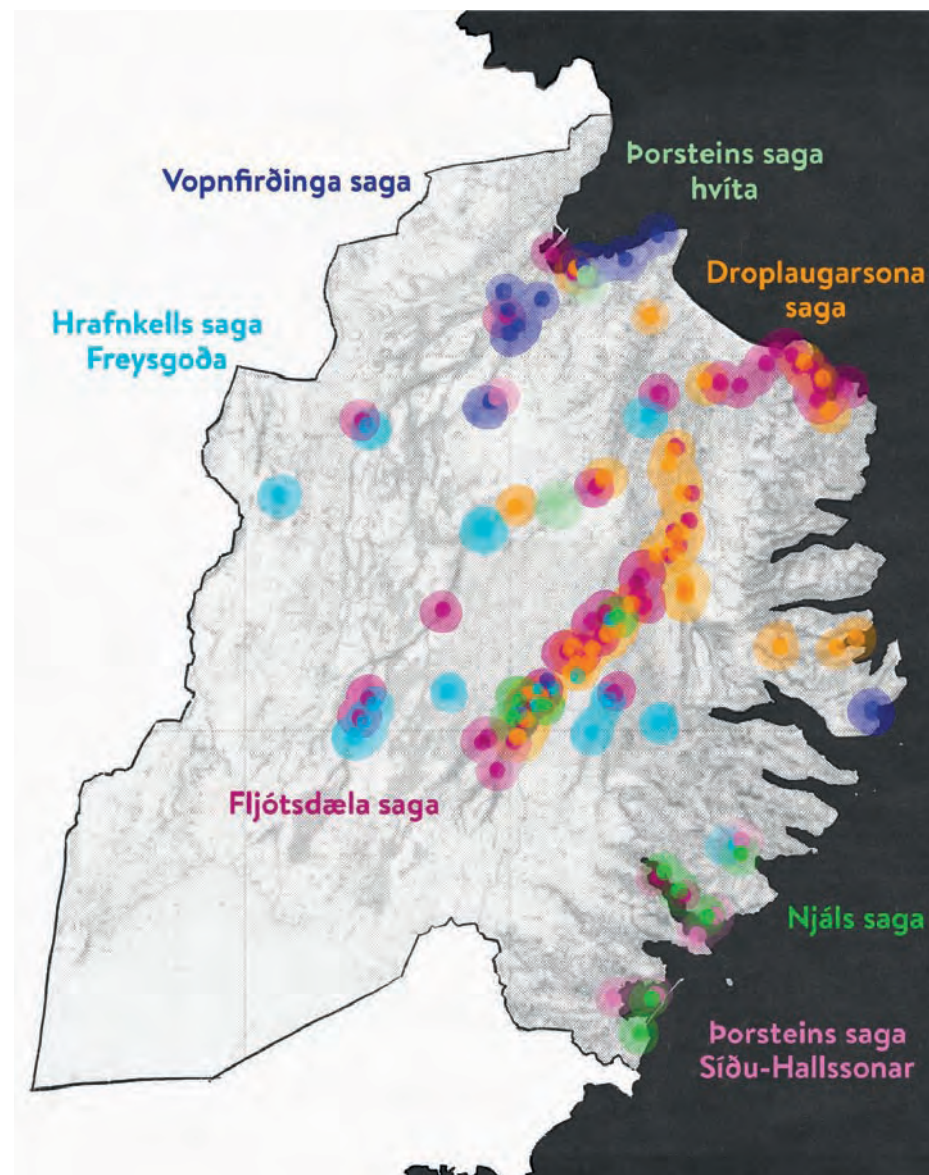 Þorsteins saga
hvíta
Vopnfirðinga saga
Droplaugarsona
saga
Hrafnkells saga
Freysgoða
Fljótsdæla saga
Njáls saga
Þorsteins saga
Síðu-Hallssonar